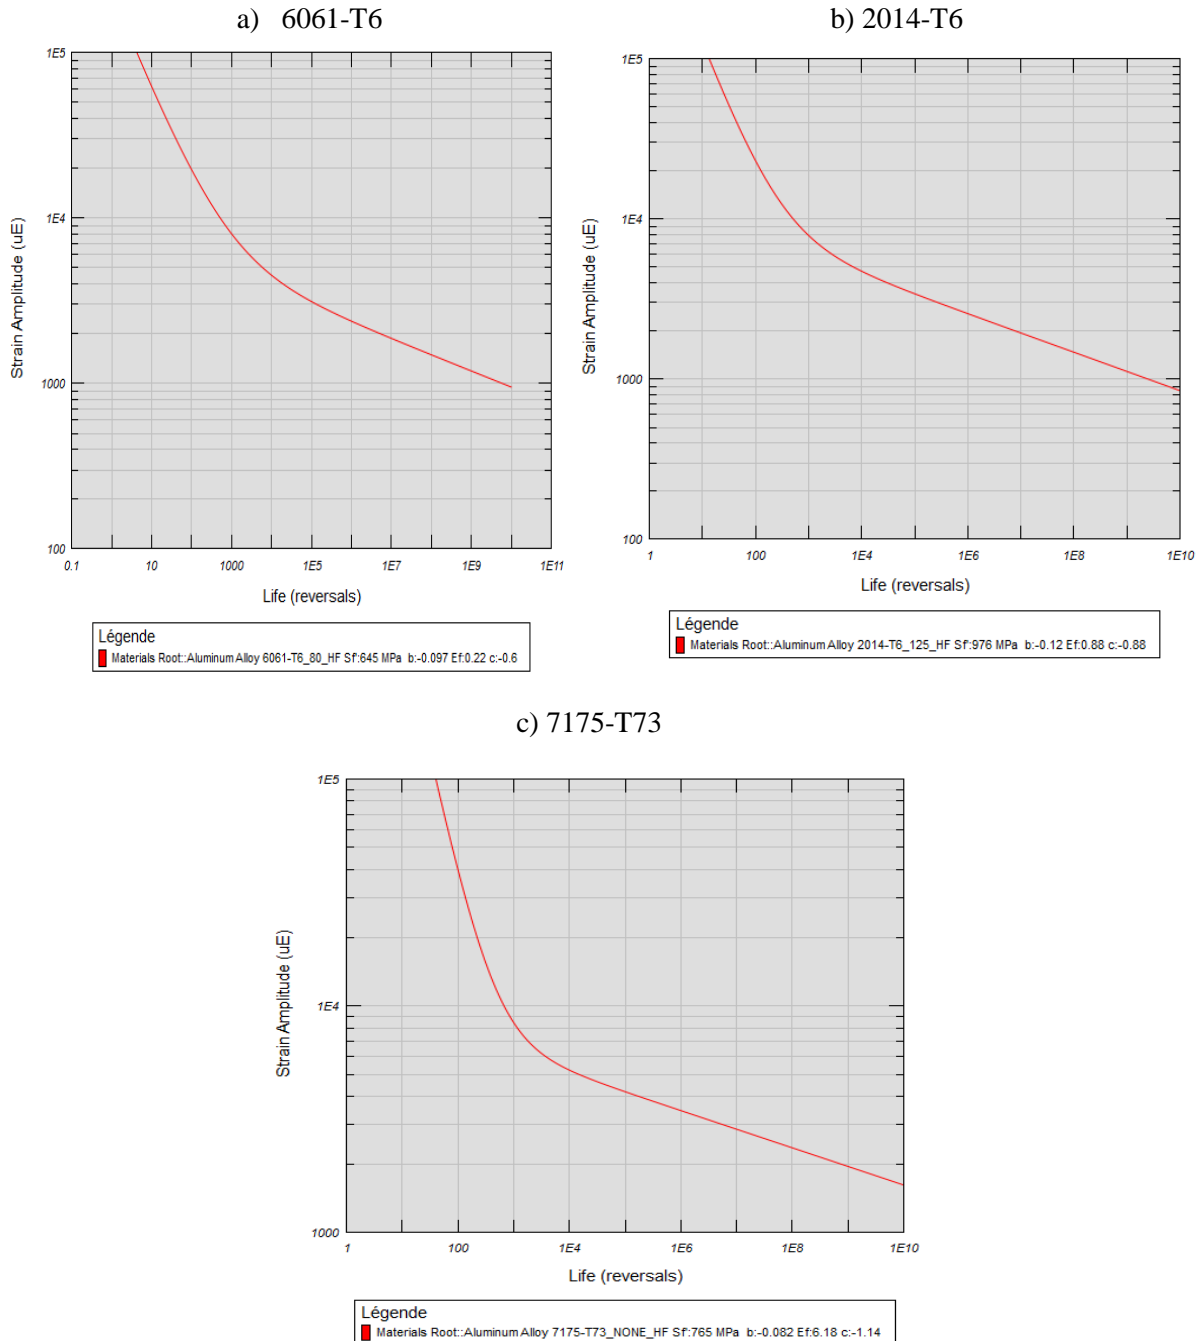 a) 6061-T6
1E5
1E4
1000
100
Strain Amplitude (uE)
0.1 10 1000 1E5 1E7 1E9 1E11
Life (reversals)
Légende
Materials Root::Aluminum Alloy 6061-T6_80_HF Sf':645 MPa b:-0.097 Ef:0.22 c:-0.6
b) 2014-T6
1E5
1E4
1000
100
Strain Amplitude (uE)
1 100 1E4 1E6 1E8 1E10
Life (reversals)
Légende
Materials Root::Aluminum Alloy 2014-T6_125_HF Sf':976 MPa b:-0.12 Ef:0.88 c:-0.88
c) 7175-T73
1E5
1E4
1000
Strain Amplitude (uE)
1 100 1E4 1E6 1E8 1E10
Life (reversals)
Légende
Materials Root::Aluminum Alloy 7175-T73_NONE_HF Sf':765 MPa b:-0.082 Ef:6.18 c:-1.14